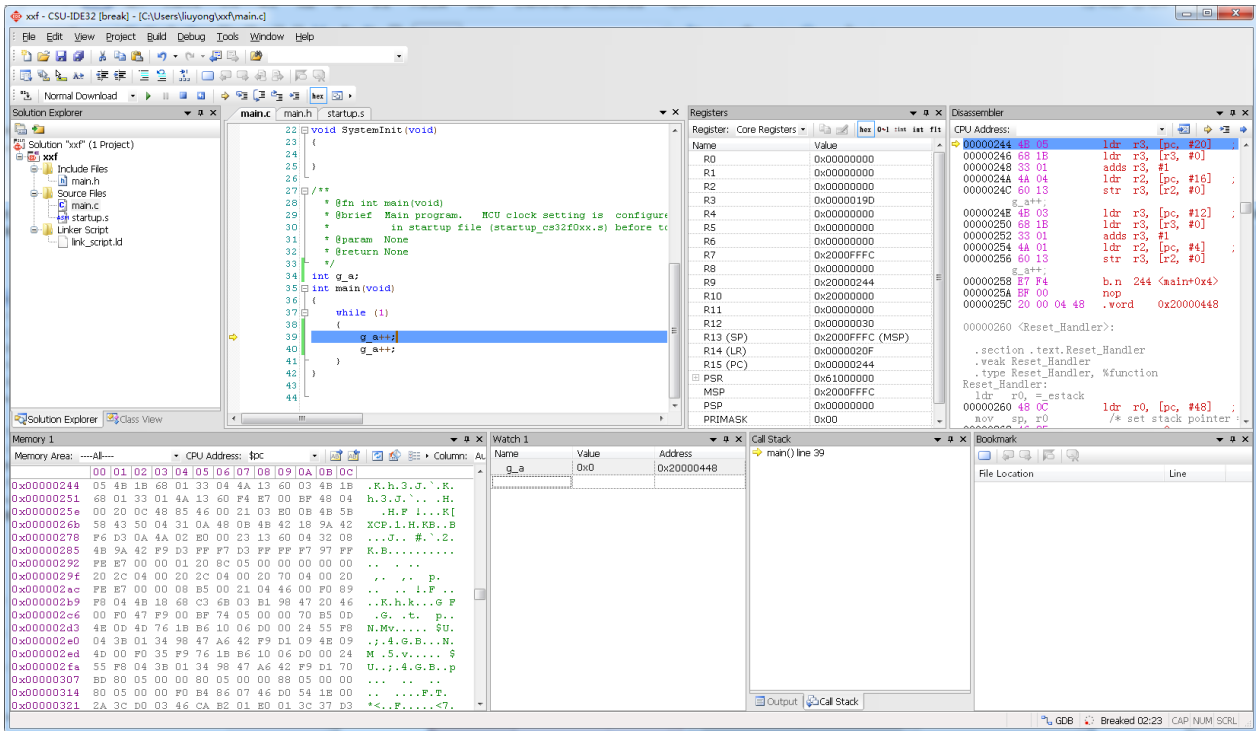 xxf - CSU-IDE32 [break] - [C:\Users\liuyong\xxf\main.c]
File Edit View Project Build Debug Tools Window Help
Normal Download
hex
Solution Explorer
Solution "xxf" (1 Project)
xxf
Include Files
main.h
Source Files
main.c
startup.s
Linker Script
link_script.ld
Solution Explorer Class View
main.c main.h startup.s
22 void SystemInit(void)
23 {
24
25 }
26
27 /**
28 * @fn int main(void)
29 * @brief Main program. MCU clock setting is configure
30 * in startup file (startup_cs32f0xx.s) before to
31 * @param None
32 * @return None
33 */
34 int g_a;
35 int main(void)
36 {
37 while (1)
38 {
39 g_a++;
40 g_a++;
41 }
42 }
43
44
Registers
Register: Core Registers hex 0~1 int flt
Name Value
R0 0x00000000
R1 0x00000000
R2 0x00000000
R3 0x0000019D
R4 0x00000000
R5 0x00000000
R6 0x00000000
R7 0x2000FFFC
R8 0x00000000
R9 0x20000244
R10 0x20000000
R11 0x00000000
R12 0x00000030
R13 (SP) 0x2000FFFC (MSP)
R14 (LR) 0x0000020F
R15 (PC) 0x00000244
PSR 0x61000000
MSP 0x2000FFFC
PSP 0x00000000
PRIMASK 0x00
Disassembler
CPU Address:
00000244 4B 05 ldr r3, [pc, #20] ;
00000246 68 1B ldr r3, [r3, #0]
00000248 33 01 adds r3, #1
0000024A 4A 04 ldr r2, [pc, #16] ;
0000024C 60 13 str r3, [r2, #0]
g_a++;
0000024E 4B 03 ldr r3, [pc, #12] ;
00000250 68 1B ldr r3, [r3, #0]
00000252 33 01 adds r3, #1
00000254 4A 01 ldr r2, [pc, #4] ;
00000256 60 13 str r3, [r2, #0]
g_a++;
00000258 E7 F4 b.n 244 <main+0x4>
0000025A BF 00 nop
0000025C 20 00 04 48 .word 0x20000448
00000260 <Reset_Handler>:
.section .text.Reset_Handler
.weak Reset_Handler
.type Reset_Handler, %function
Reset_Handler:
ldr r0, =_estack
00000260 48 0C ldr r0, [pc, #48] ;
mov sp, r0 /* set stack pointer *
Memory 1
Memory Area: ----All---- CPU Address: $pc Column: Au
00 01 02 03 04 05 06 07 08 09 0A 0B 0C
0x00000244 05 4B 1B 68 01 33 04 4A 13 60 03 4B 1B .K.h.3.J.`.K.
0x00000251 68 01 33 01 4A 13 60 F4 E7 00 BF 48 04 h.3.J.`.. .H.
0x0000025e 00 20 0C 48 85 46 00 21 03 E0 0B 4B 5B .H.F !...K[
0x0000026b 58 43 50 04 31 0A 48 0B 4B 42 18 9A 42 XCP.1.H.KB..B
0x00000278 F6 D3 0A 4A 02 E0 00 23 13 60 04 32 08 ...J.. #.`.2.
0x00000285 4B 9A 42 F9 D3 FF F7 D3 FF FF F7 97 FF K.B..........
0x00000292 FE E7 00 00 01 20 8C 05 00 00 00 00 00 .. . ..
0x0000029f 20 2C 04 00 20 2C 04 00 20 70 04 00 20 ,. ,. p.
0x000002ac FE E7 00 00 08 B5 00 21 04 46 00 F0 89 .. .. !.F ..
0x000002b9 F8 04 4B 18 68 C3 6B 03 B1 98 47 20 46 ..K.h.k...G F
0x000002c6 00 F0 47 F9 00 BF 74 05 00 00 70 B5 0D .G. .t. p..
0x000002d3 4E 0D 4D 76 1B B6 10 06 D0 00 24 55 F8 N.Mv..... $U.
0x000002e0 04 3B 01 34 98 47 A6 42 F9 D1 09 4E 09 .;.4.G.B...N.
0x000002ed 4D 00 F0 35 F9 76 1B B6 10 06 D0 00 24 M .5.v..... $
0x000002fa 55 F8 04 3B 01 34 98 47 A6 42 F9 D1 70 U..;.4.G.B..p
0x00000307 BD 80 05 00 00 80 05 00 00 88 05 00 00 ... .. ..
0x00000314 80 05 00 00 F0 B4 86 07 46 D0 54 1E 00 .. ....F.T.
0x00000321 2A 3C D0 03 46 CA B2 01 E0 01 3C 37 D3 *<..F.....<7.
Watch 1
Name Value Address
g_a 0x0 0x20000448
Call Stack
main() line 39
Output Call Stack
Bookmark
File Location Line
GDB Breaked 02:23 CAP NUM SCRL